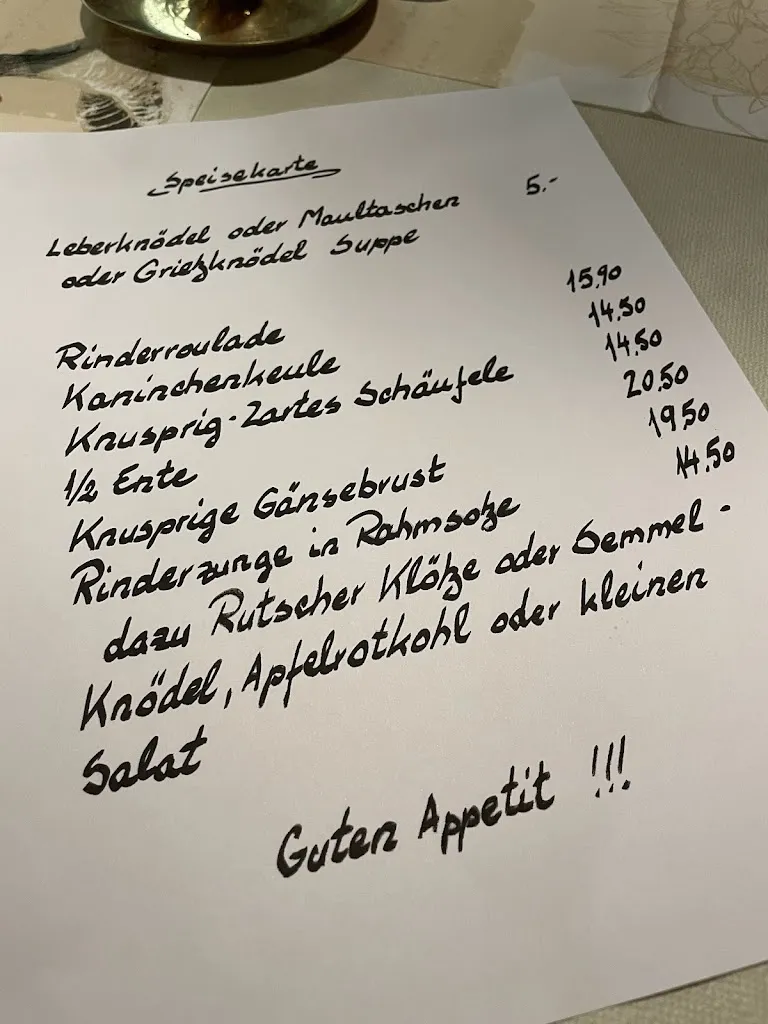 Speisekarte
Leberknödel oder Maultaschen 5.-
oder Grießknödel Suppe
Rinderroulade 15,90
Kaninchenkeule 14.50
Knusprig-Zartes Schäufele 14.50
1/2 Ente 20.50
Knusprige Gänsebrust 19.50
Rinderzunge in Rahmsoße 14.50
dazu Rutscher Klöße oder Semmel-
Knödel, Apfelrotkohl oder kleinen
Salat
Guten Appetit !!!